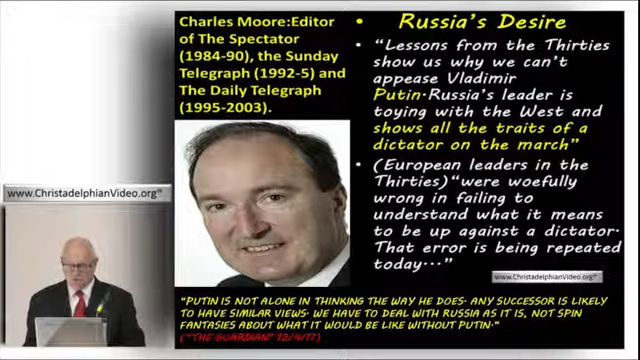 Charles Moore:Editor
of The Spectator
(1984-90), the Sunday
Telegraph (1992-5) and
The Daily Telegraph
(1995-2003).
• Russia's Desire
• “Lessons from the Thirties
show us why we can't
appease Vladimir
Putin.Russia's leader is
toying with the West and
shows all the traits of a
dictator on the march”
• (European leaders in the
Thirties)“were woefully
wrong in failing to
understand what it means
to be up against a dictator.
That error is being repeated
today...”
www.ChristadelphianVideo.org
www.ChristadelphianVideo.org
“PUTIN IS NOT ALONE IN THINKING THE WAY HE DOES. ANY SUCCESSOR IS LIKELY
TO HAVE SIMILAR VIEWS. WE HAVE TO DEAL WITH RUSSIA AS IT IS, NOT SPIN
FANTASIES ABOUT WHAT IT WOULD BE LIKE WITHOUT PUTIN.”
(“THE GUARDIAN” 12/4/17)